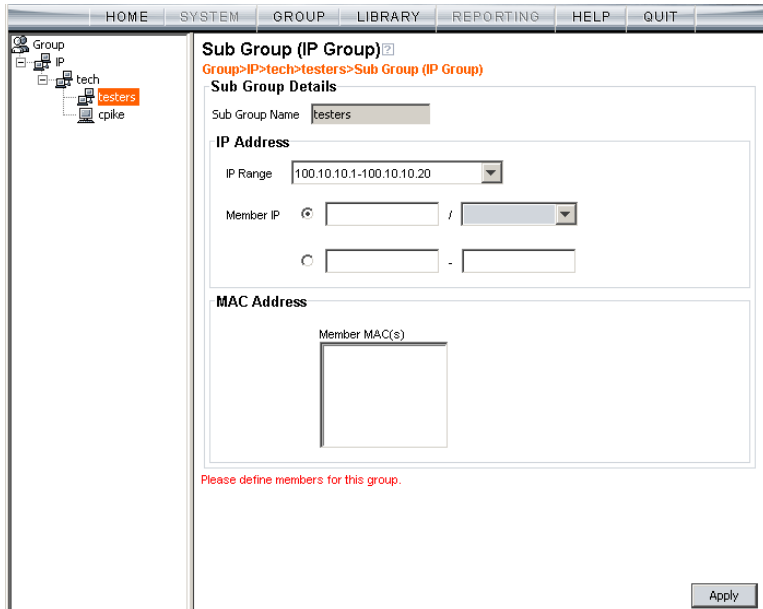 HOME SYSTEM GROUP LIBRARY REPORTING HELP QUIT
Group
IP
tech
testers
cpike
Sub Group (IP Group) ?
Group>IP>tech>testers>Sub Group (IP Group)
Sub Group Details
Sub Group Name testers
IP Address
IP Range 100.10.10.1-100.10.10.20
Member IP /
-
MAC Address
Member MAC(s)
Please define members for this group.
Apply